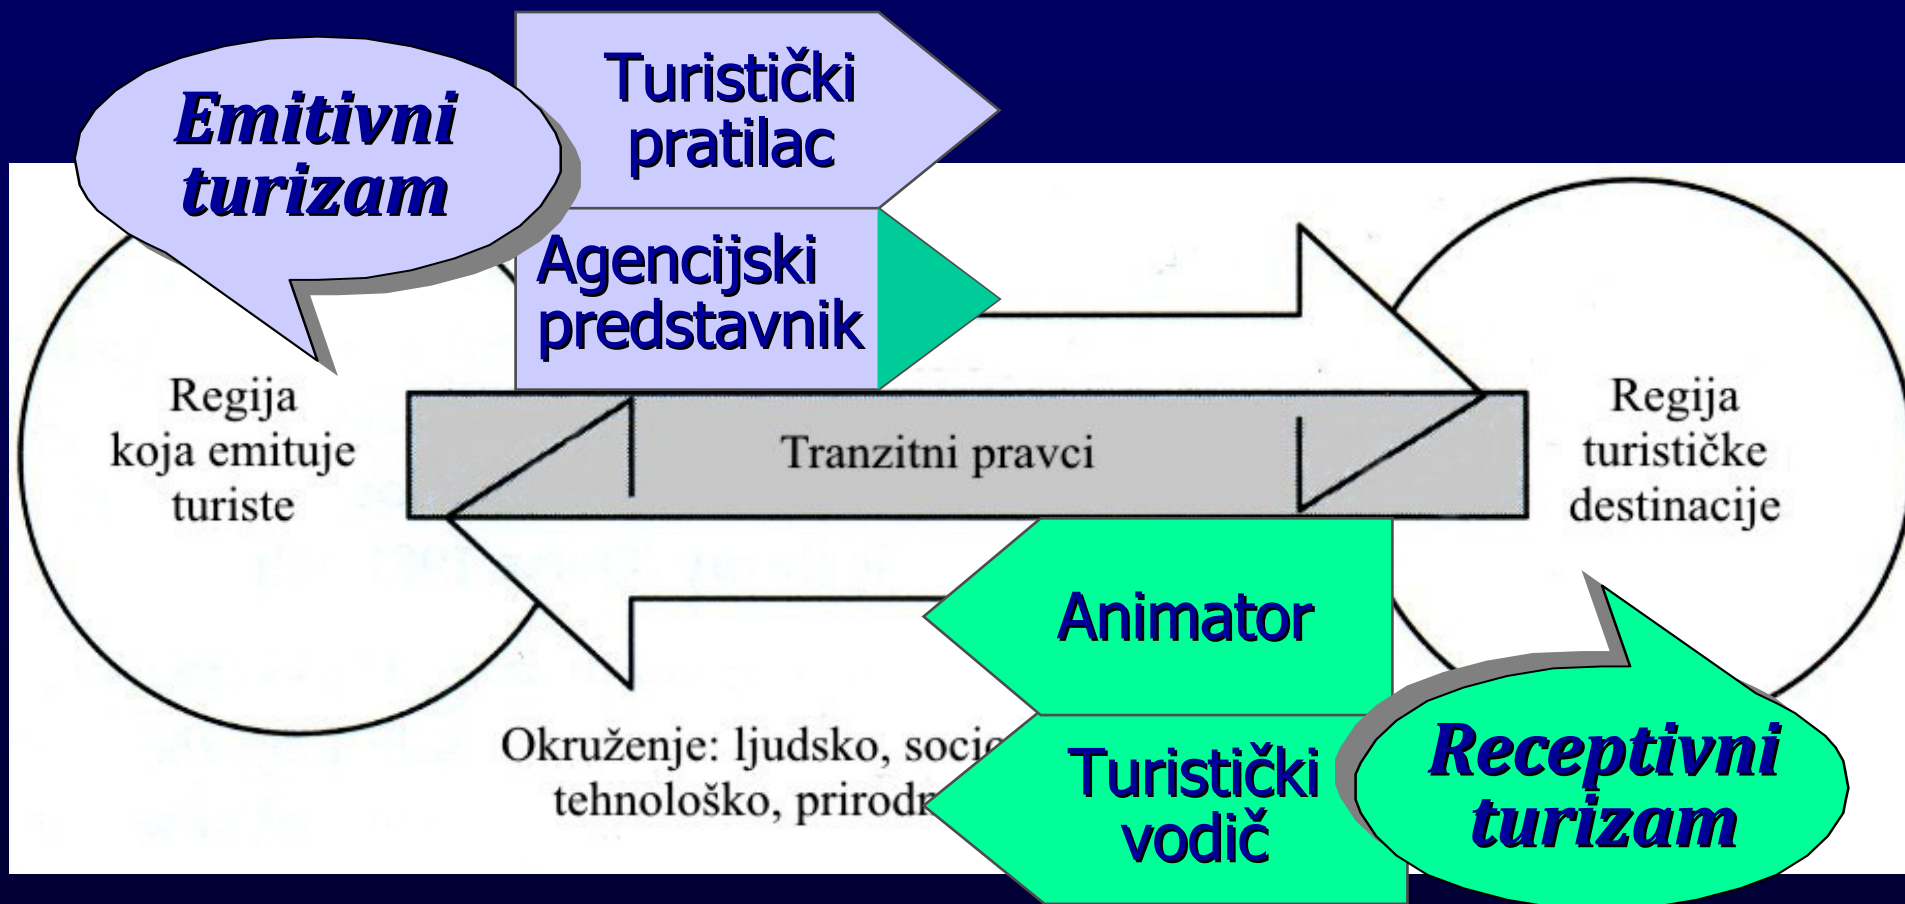 Emitivni
turizam
Turistički
pratilac
Agencijski
predstavnik
Regija
koja emituje
turiste
Tranzitni pravci
Regija
turističke
destinacije
Animator
Turistički
vodič
Receptivni
turizam
Okruženje: ljudsko,
tehnološko,